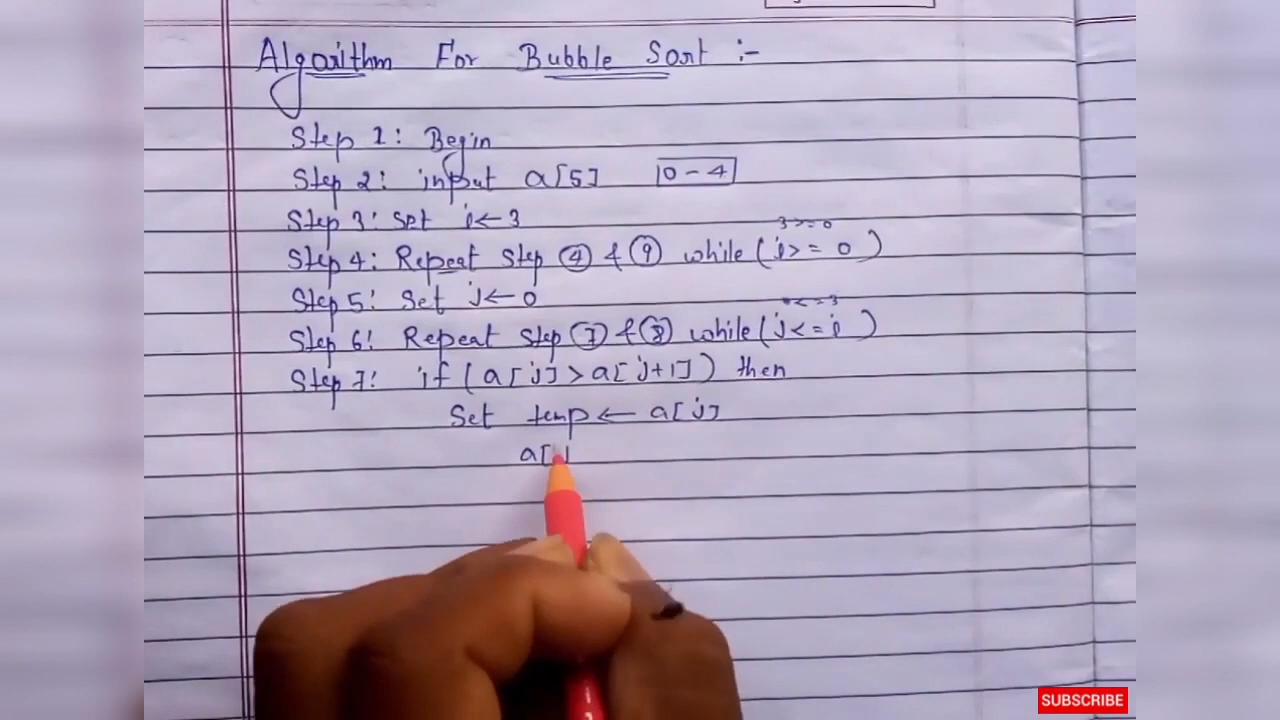 Algorithm For Bubble Sort :-
Step 1: Begin
Step 2: input a[5] 0-4
Step 3: Set i← 3
3>=0
Step 4: Repeat Step ④ & ⑨ while (i>= 0)
Step 5: Set j← 0
<=3
Step 6: Repeat Step ⑦ & ⑧ while (j<=i)
Step 7: if (a[j]>a[j+1]) then
Set temp← a[j]
a[
SUBSCRIBE